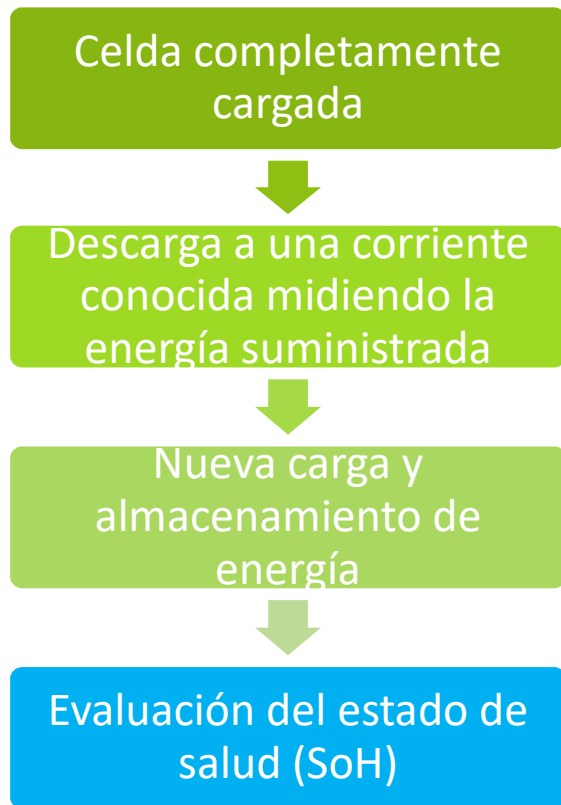 Celda completamente
cargada
Descarga a una corriente
conocida midiendo la
energía suministrada
Nueva carga y
almacenamiento de
energía
Evaluación del estado de
salud (SoH)